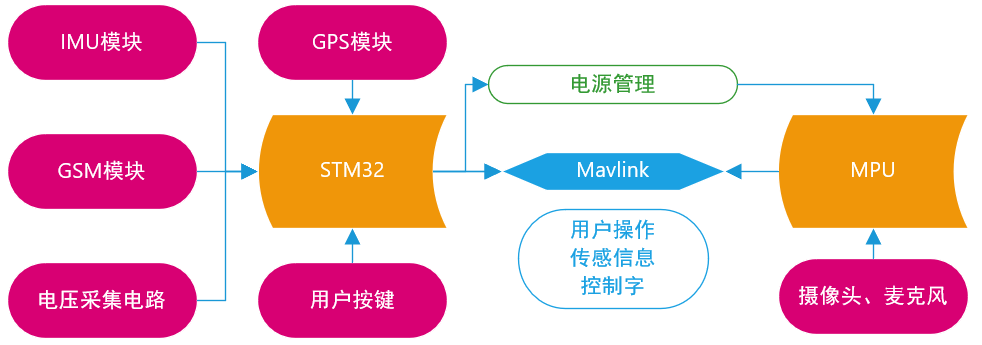 IMU模块
GPS模块
电源管理
GSM模块
STM32
Mavlink
MPU
用户操作
传感信息
控制字
电压采集电路
用户按键
摄像头、麦克风